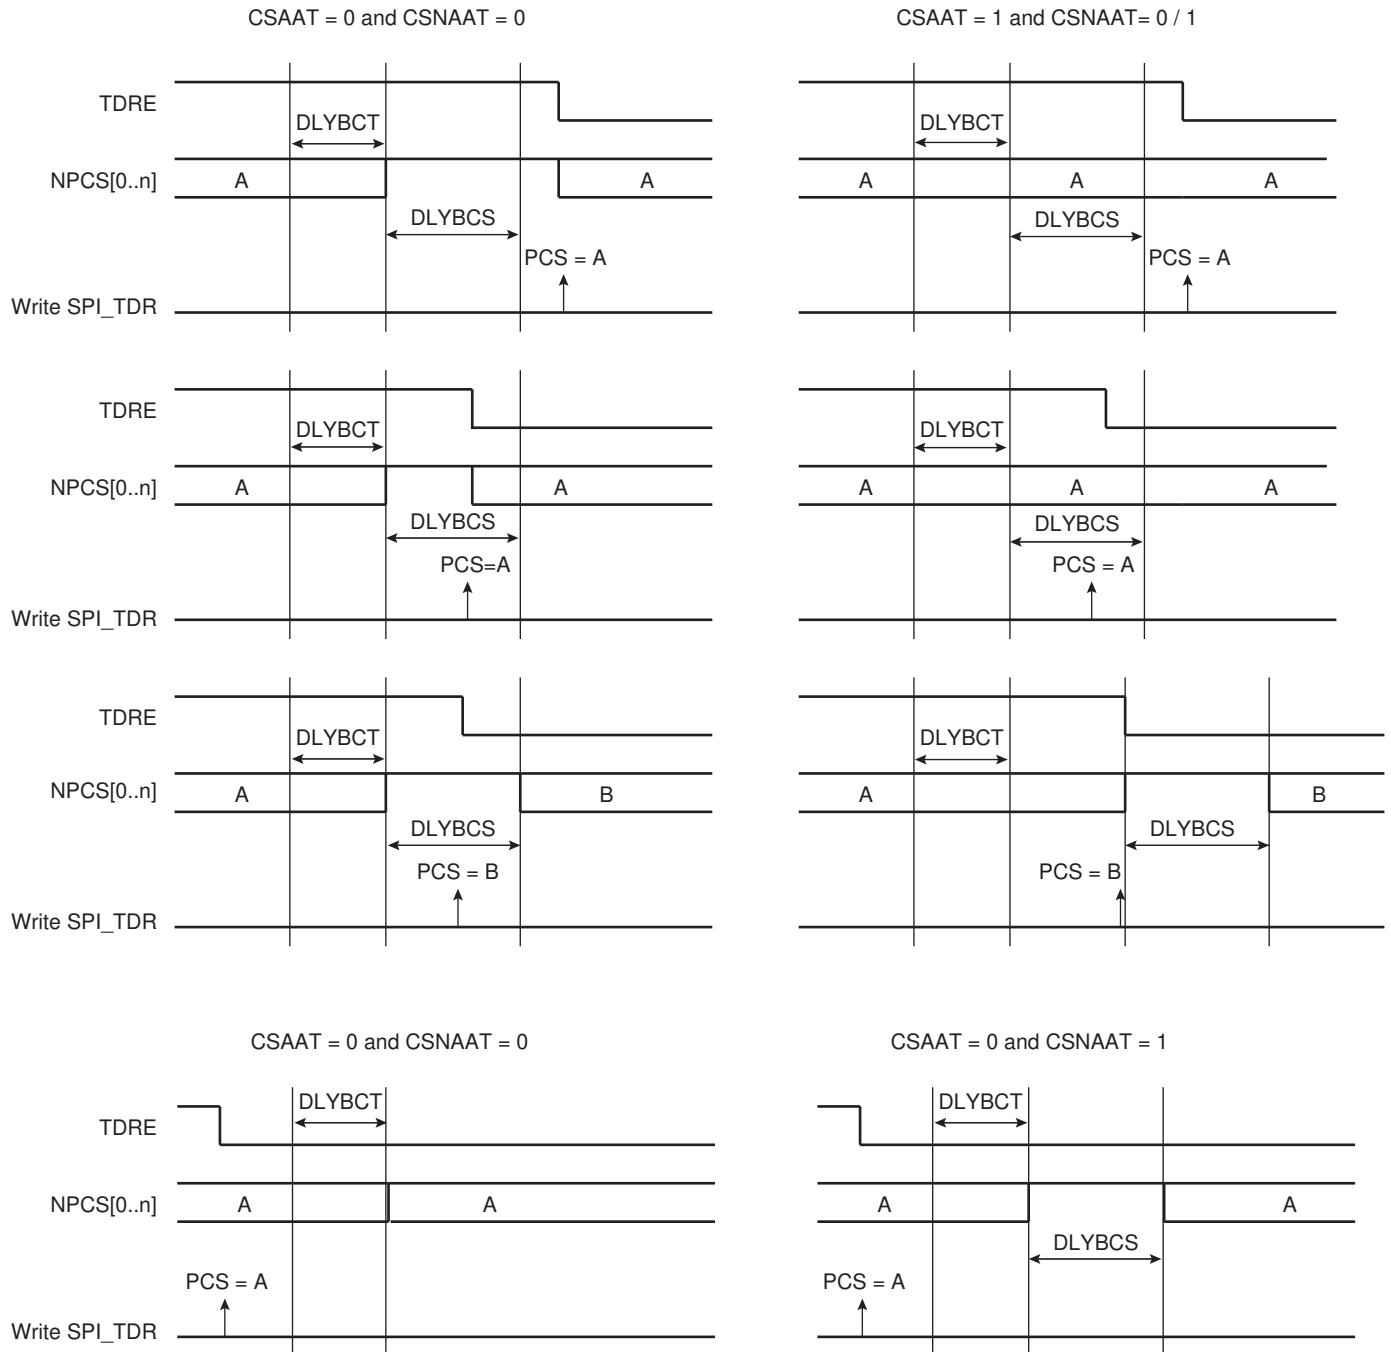 CSAAT = 0 and CSNAAT = 0
CSAAT = 1 and CSNAAT= 0 / 1
TDRE
DLYBCT
DLYBCT
NPCS[0..n]
A
A
A
A
A
DLYBCS
DLYBCS
PCS = A
PCS = A
Write SPI_TDR
TDRE
DLYBCT
DLYBCT
NPCS[0..n]
A
A
A
A
A
DLYBCS
DLYBCS
PCS=A
PCS = A
Write SPI_TDR
TDRE
DLYBCT
DLYBCT
NPCS[0..n]
A
B
A
B
DLYBCS
DLYBCS
PCS = B
PCS = B
Write SPI_TDR
CSAAT = 0 and CSNAAT = 0
CSAAT = 0 and CSNAAT = 1
DLYBCT
DLYBCT
TDRE
NPCS[0..n]
A
A
A
A
DLYBCS
PCS = A
PCS = A
Write SPI_TDR